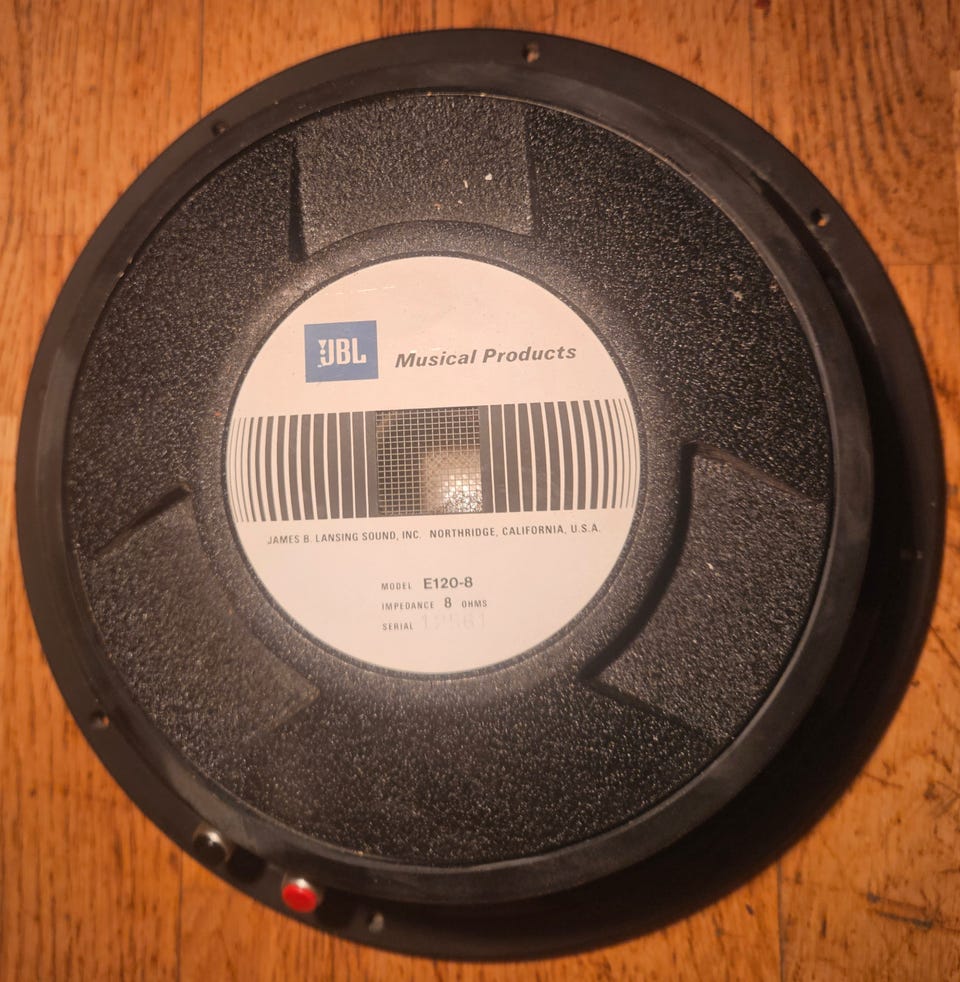 JBL
Musical Products
JAMES B. LANSING SOUND, INC. NORTHRIDGE, CALIFORNIA, U.S.A.
MODEL E120-8
IMPEDANCE 8 OHMS
SERIAL